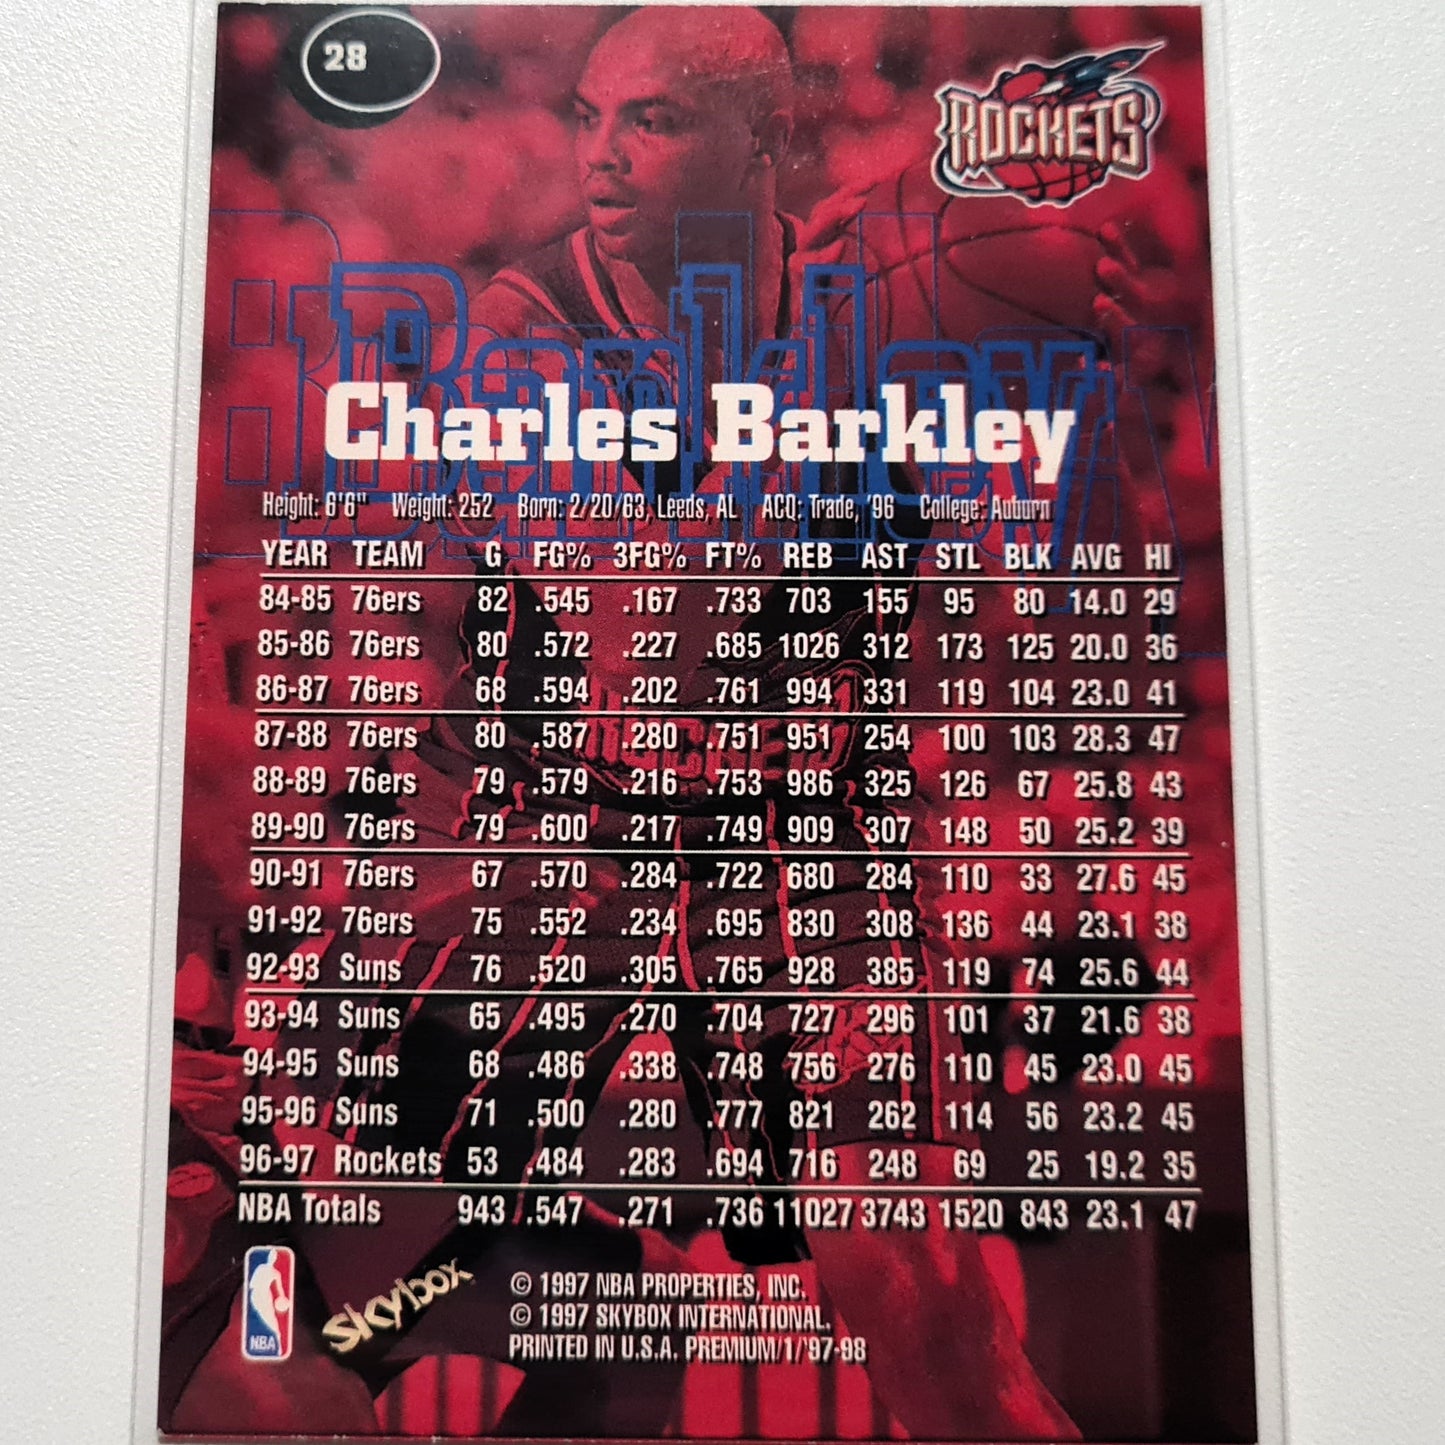 28
ROCKETS
Barkley
Charles Barkley
Height: 6'6" Weight: 252 Born: 2/20/63, Leeds, AL ACQ: Trade, '96 College: Auburn
YEAR TEAM G FG% 3FG% FT% REB AST STL BLK AVG HI
84-85 76ers 82 .545 .167 .733 703 155 95 80 14.0 29
85-86 76ers 80 .572 .227 .685 1026 312 173 125 20.0 36
86-87 76ers 68 .594 .202 .761 994 331 119 104 23.0 41
87-88 76ers 80 .587 .280 .751 951 254 100 103 28.3 47
88-89 76ers 79 .579 .216 .753 986 325 126 67 25.8 43
89-90 76ers 79 .600 .217 .749 909 307 148 50 25.2 39
90-91 76ers 67 .570 .284 .722 680 284 110 33 27.6 45
91-92 76ers 75 .552 .234 .695 830 308 136 44 23.1 38
92-93 Suns 76 .520 .305 .765 928 385 119 74 25.6 44
93-94 Suns 65 .495 .270 .704 727 296 101 37 21.6 38
94-95 Suns 68 .486 .338 .748 756 276 110 45 23.0 45
95-96 Suns 71 .500 .280 .777 821 262 114 56 23.2 45
96-97 Rockets 53 .484 .283 .694 716 248 69 25 19.2 35
NBA Totals 943 .547 .271 .736 11027 3743 1520 843 23.1 47
NBA
skybox
© 1997 NBA PROPERTIES, INC.
© 1997 SKYBOX INTERNATIONAL.
PRINTED IN U.S.A. PREMIUM/1/'97-98